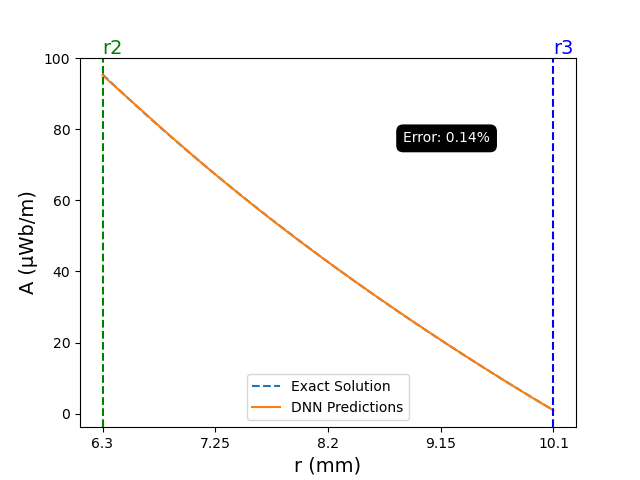 r2
r3
100
80
60
40
20
0
A (μWb/m)
Error: 0.14%
Exact Solution
DNN Predictions
6.3
7.25
8.2
9.15
10.1
r (mm)